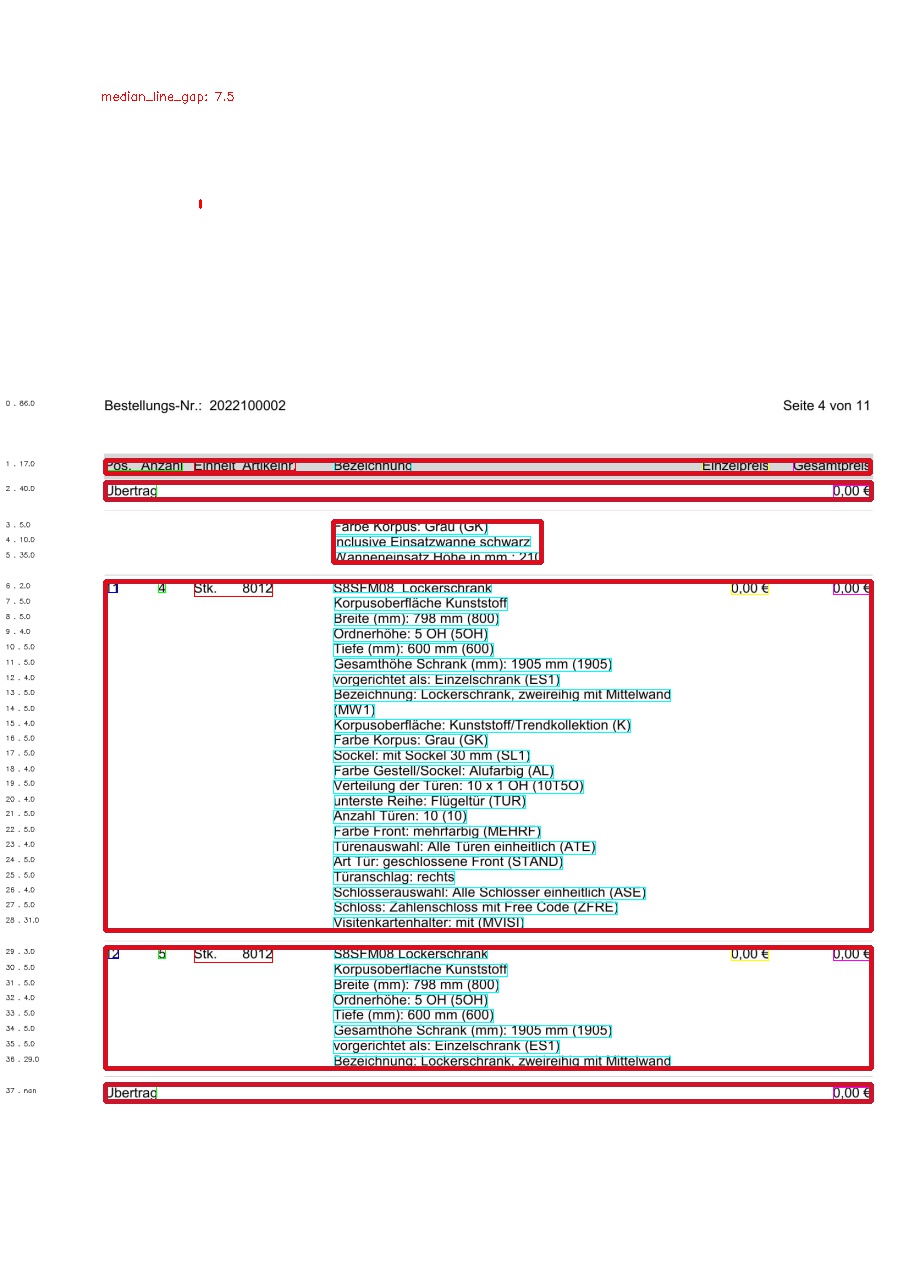 median_line_gap: 7.5
0 . 86.0 Bestellungs-Nr.: 2022100002 Seite 4 von 11
1 . 17.0 Pos. Anzahl Einheit Artikelnr. Bezeichnung Einzelpreis Gesamtpreis
2 . 40.0 Übertrag 0,00 €
3 . 5.0 Farbe Korpus: Grau (GK)
4 . 10.0 inclusive Einsatzwanne schwarz
5 . 35.0 Wanneneinsatz Höhe in mm : 210
6 . 2.0 11 4 Stk. 8012 S8SFM08 Lockerschrank 0,00 € 0,00 €
7 . 5.0 Korpusoberfläche Kunststoff
8 . 5.0 Breite (mm): 798 mm (800)
9 . 4.0 Ordnerhöhe: 5 OH (5OH)
10 . 5.0 Tiefe (mm): 600 mm (600)
11 . 5.0 Gesamthöhe Schrank (mm): 1905 mm (1905)
12 . 4.0 vorgerichtet als: Einzelschrank (ES1)
13 . 5.0 Bezeichnung: Lockerschrank, zweireihig mit Mittelwand
14 . 5.0 (MW1)
15 . 4.0 Korpusoberfläche: Kunststoff/Trendkollektion (K)
16 . 5.0 Farbe Korpus: Grau (GK)
17 . 5.0 Sockel: mit Sockel 30 mm (SL1)
18 . 4.0 Farbe Gestell/Sockel: Alufarbig (AL)
19 . 5.0 Verteilung der Türen: 10 x 1 OH (10T5O)
20 . 4.0 unterste Reihe: Flügeltür (TÜR)
21 . 5.0 Anzahl Türen: 10 (10)
22 . 5.0 Farbe Front: mehrfarbig (MEHRF)
23 . 4.0 Türenauswahl: Alle Türen einheitlich (ATE)
24 . 5.0 Art Tür: geschlossene Front (STAND)
25 . 5.0 Türanschlag: rechts
26 . 4.0 Schlösserauswahl: Alle Schlösser einheitlich (ASE)
27 . 5.0 Schloss: Zahlenschloss mit Free Code (ZFRE)
28 . 31.0 Visitenkartenhalter: mit (MVISI)
29 . 3.0 12 5 Stk. 8012 S8SFM08 Lockerschrank 0,00 € 0,00 €
30 . 5.0 Korpusoberfläche Kunststoff
31 . 5.0 Breite (mm): 798 mm (800)
32 . 4.0 Ordnerhöhe: 5 OH (5OH)
33 . 5.0 Tiefe (mm): 600 mm (600)
34 . 5.0 Gesamthöhe Schrank (mm): 1905 mm (1905)
35 . 5.0 vorgerichtet als: Einzelschrank (ES1)
36 . 29.0 Bezeichnung: Lockerschrank, zweireihig mit Mittelwand
37 . nan Übertrag 0,00 €